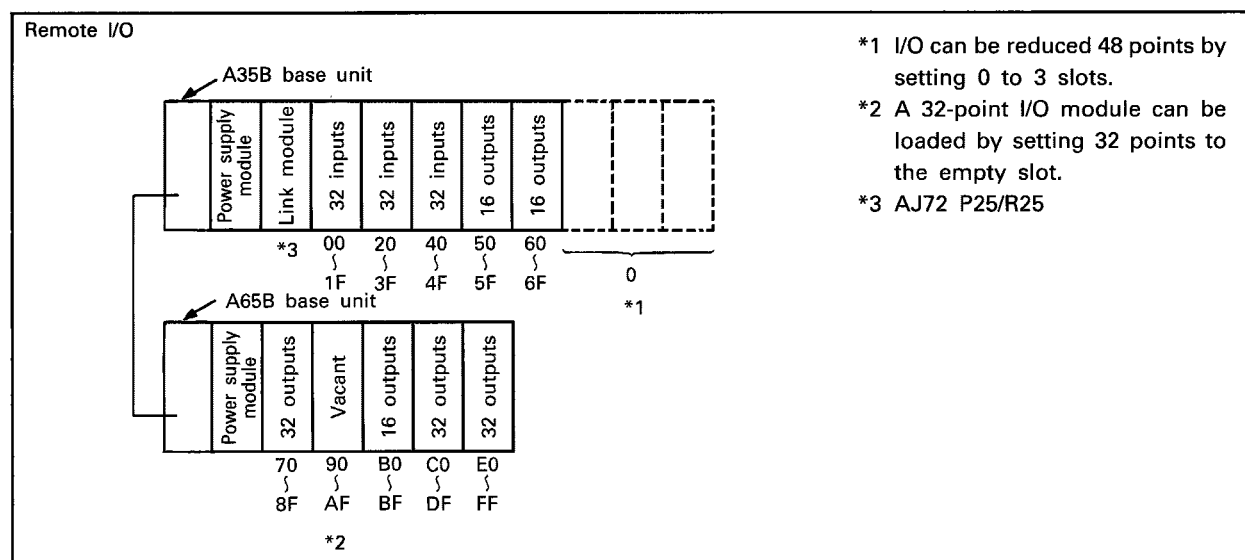 Remote I/O
A35B base unit
Power supply module
Link module
32 inputs
32 inputs
32 inputs
16 outputs
16 outputs
*3
00 ~ 1F
20 ~ 3F
40 ~ 4F
50 ~ 5F
60 ~ 6F
0
*1
A65B base unit
Power supply module
32 outputs
Vacant
16 outputs
32 outputs
32 outputs
70 ~ 8F
90 ~ AF
B0 ~ BF
C0 ~ DF
E0 ~ FF
*2
*1 I/O can be reduced 48 points by
setting 0 to 3 slots.
*2 A 32-point I/O module can be
loaded by setting 32 points to
the empty slot.
*3 AJ72 P25/R25